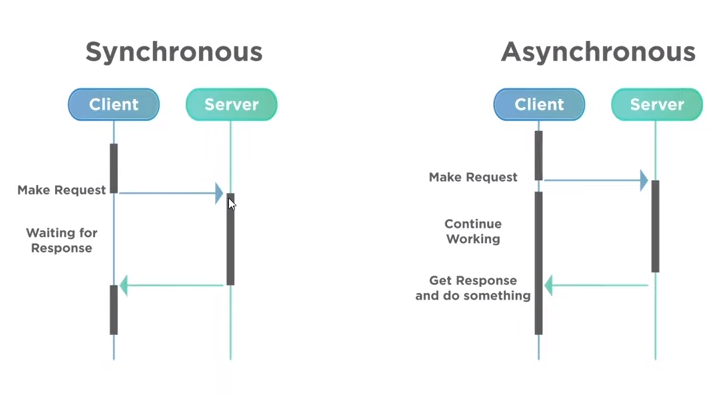 Synchronous
Client
Server
Make Request
Waiting for
Response
Asynchronous
Client
Server
Make Request
Continue
Working
Get Response
and do something